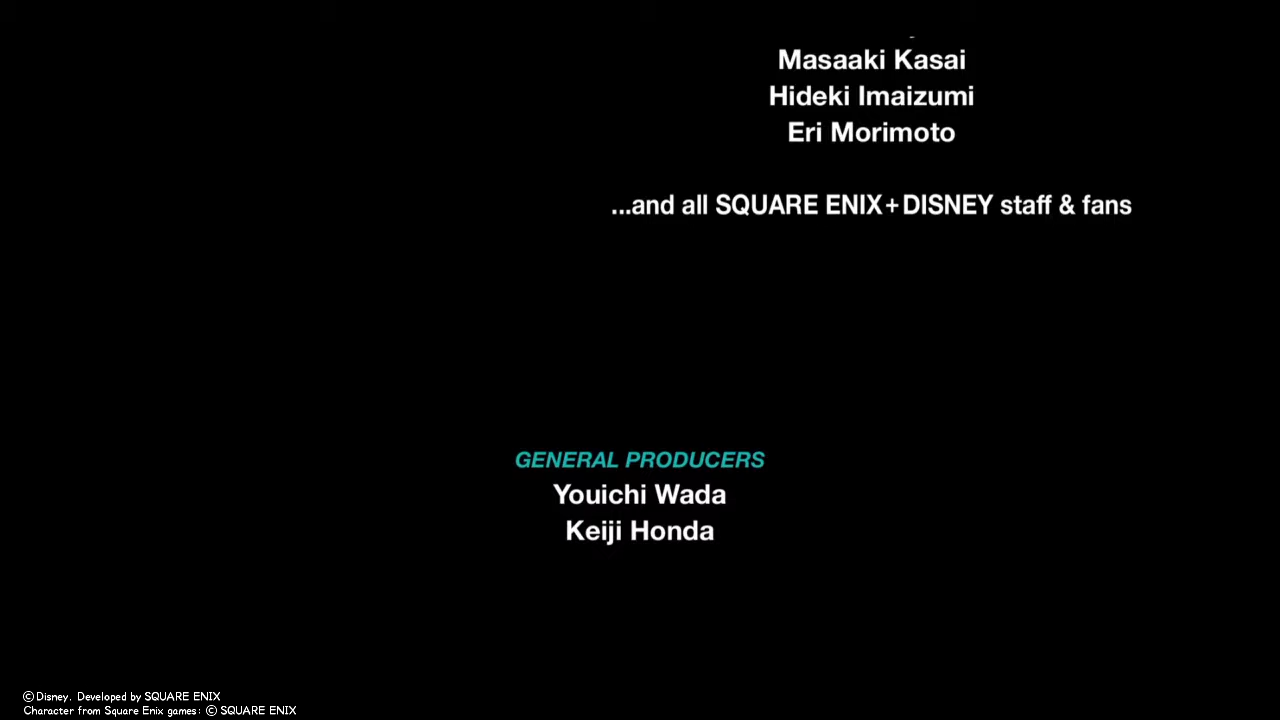 Masaaki Kasai
Hideki Imaizumi
Eri Morimoto
...and all SQUARE ENIX+DISNEY staff & fans
GENERAL PRODUCERS
Youichi Wada
Keiji Honda
©Disney. Developed by SQUARE ENIX
Character from Square Enix games: © SQUARE ENIX